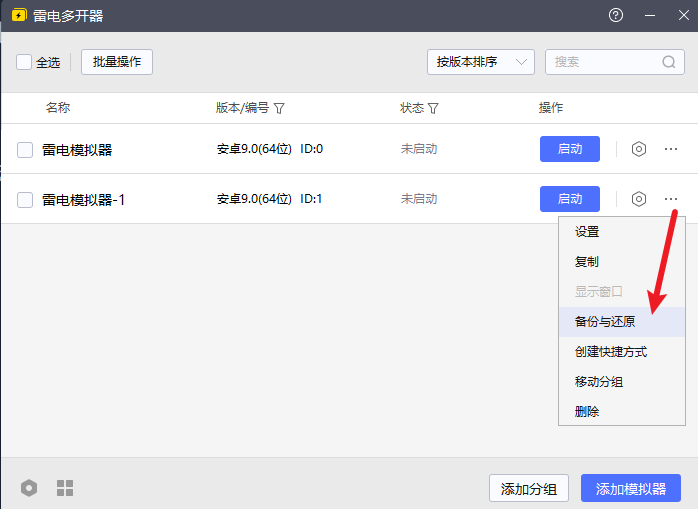 雷电多开器
全选 批量操作 按版本排序 搜索
名称 版本/编号 状态 操作
雷电模拟器 安卓9.0(64位) ID:0 未启动 启动
雷电模拟器-1 安卓9.0(64位) ID:1 未启动 启动
设置
复制
显示窗口
备份与还原
创建快捷方式
移动分组
删除
添加分组 添加模拟器